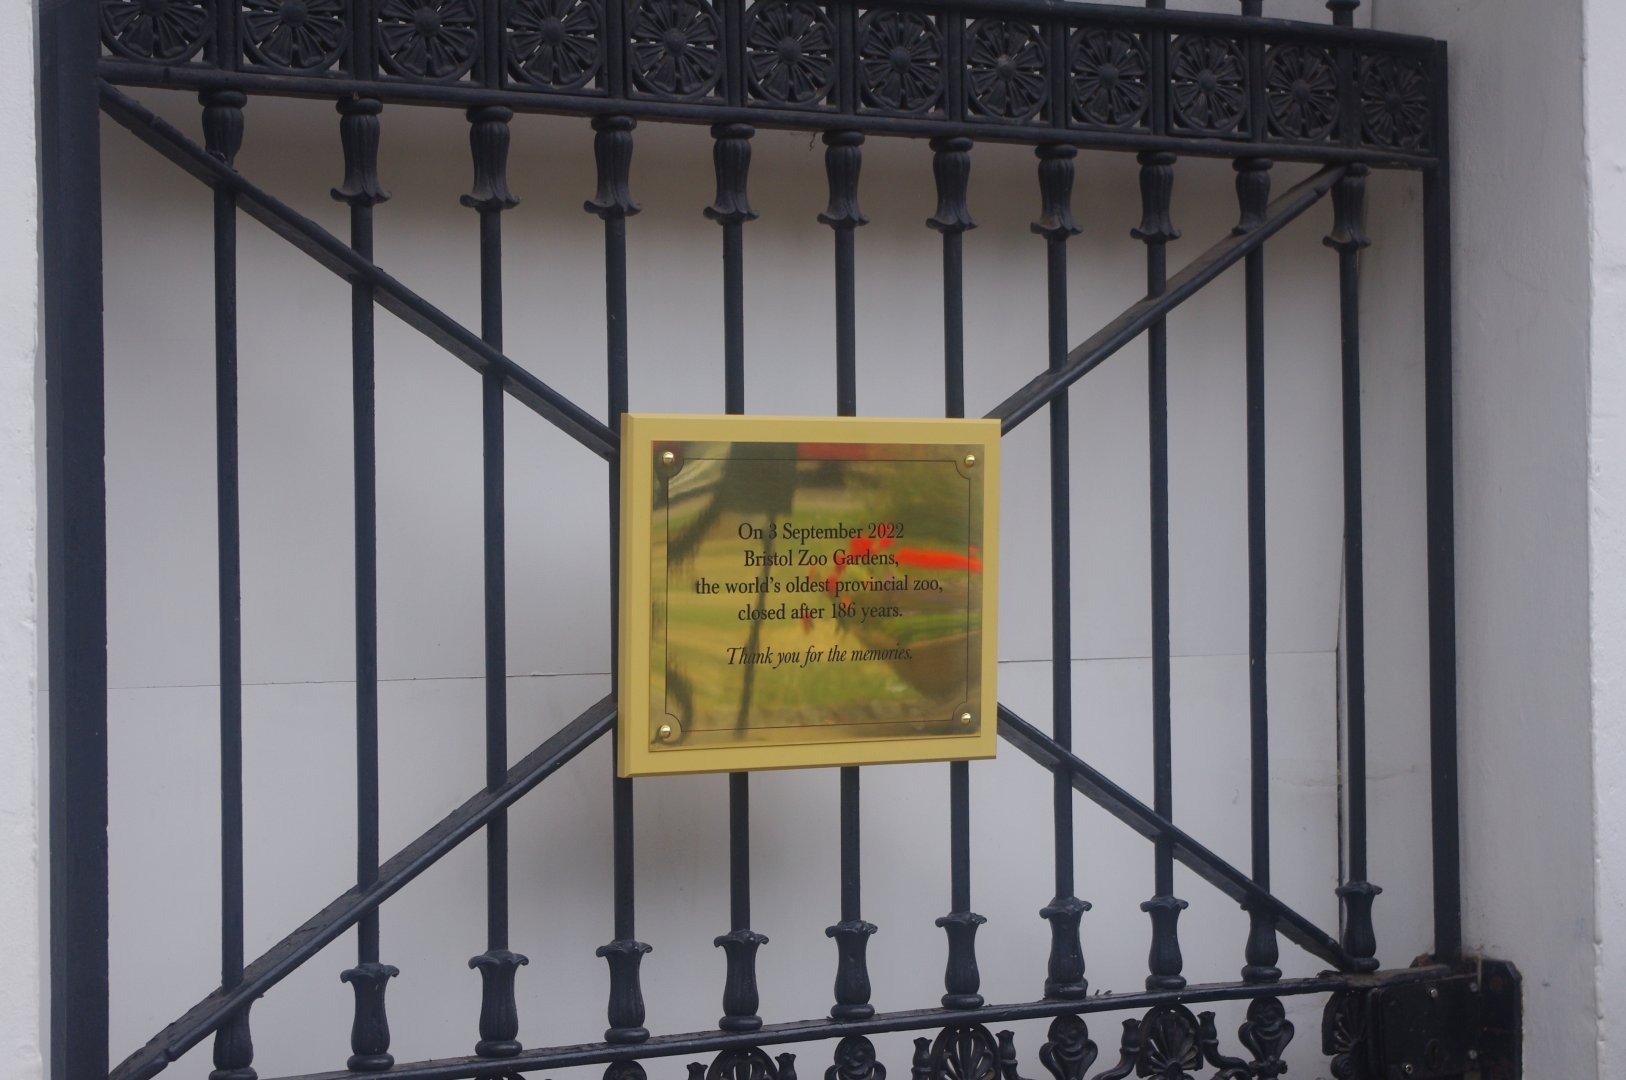 On 3 September 2022
Bristol Zoo Gardens,
the world's oldest provincial zoo,
closed after 186 years.
Thank you for the memories.